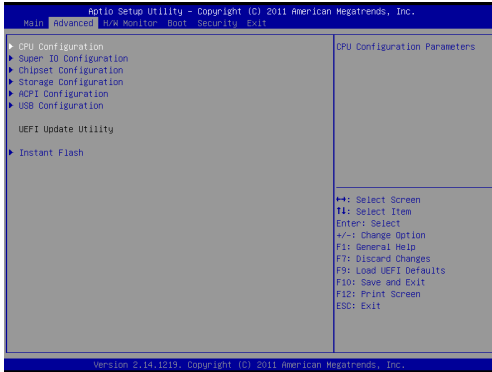 Aptio Setup Utility – Copyright (C) 2011 American Megatrends, Inc.
Main Advanced H/W Monitor Boot Security Exit
CPU Configuration
Super IO Configuration
Chipset Configuration
Storage Configuration
ACPI Configuration
USB Configuration
UEFI Update Utility
Instant Flash
CPU Configuration Parameters
↔: Select Screen
↑↓: Select Item
Enter: Select
+/-: Change Option
F1: General Help
F7: Discard Changes
F9: Load UEFI Defaults
F10: Save and Exit
F12: Print Screen
ESC: Exit
Version 2.14.1219. Copyright (C) 2011 American Megatrends, Inc.